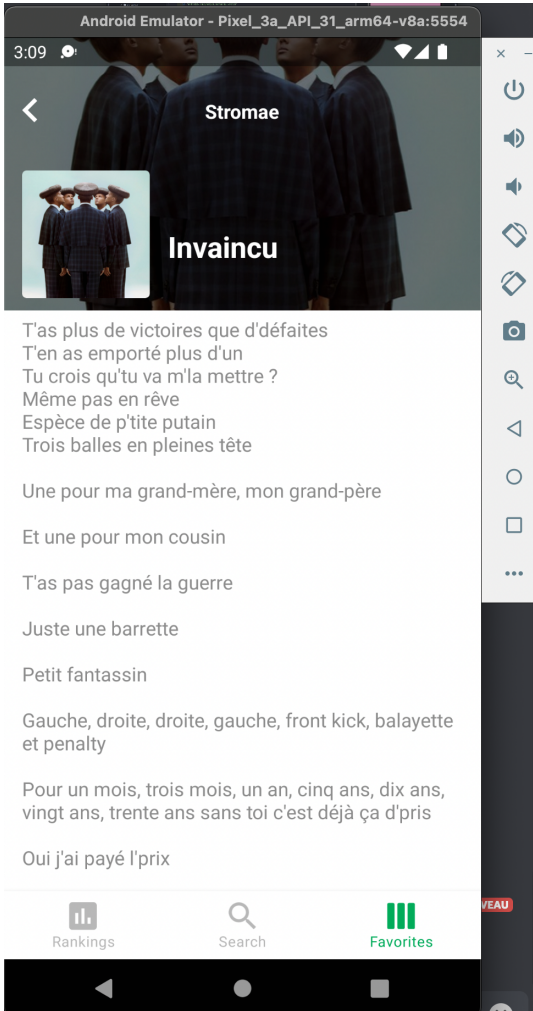 Android Emulator - Pixel_3a_API_31_arm64-v8a:5554
3:09
Stromae
Invaincu
T'as plus de victoires que d'défaites
T'en as emporté plus d'un
Tu crois qu'tu va m'la mettre ?
Même pas en rêve
Espèce de p'tite putain
Trois balles en pleines tête
Une pour ma grand-mère, mon grand-père
Et une pour mon cousin
T'as pas gagné la guerre
Juste une barrette
Petit fantassin
Gauche, droite, droite, gauche, front kick, balayette
et penalty
Pour un mois, trois mois, un an, cinq ans, dix ans,
vingt ans, trente ans sans toi c'est déjà ça d'pris
Oui j'ai payé l'prix
VEAU
Rankings
Search
Favorites